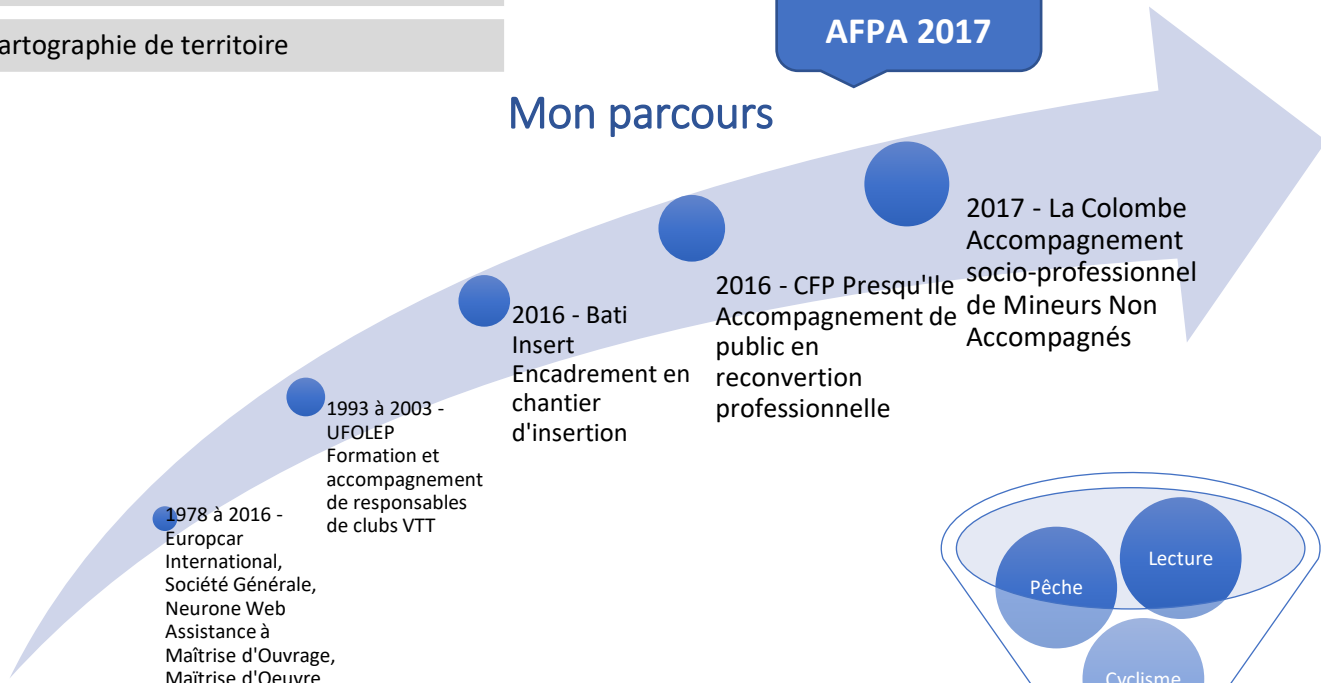 artographie de territoire
AFPA 2017
Mon parcours
1978 à 2016 -
Europcar
International,
Société Générale,
Neurone Web
Assistance à
Maîtrise d'Ouvrage,
Maïtrise d'Oeuvre
1993 à 2003 -
UFOLEP
Formation et
accompagnement
de responsables
de clubs VTT
2016 - Bati
Insert
Encadrement en
chantier
d'insertion
2016 - CFP Presqu'Ile
Accompagnement de
public en
reconvertion
professionnelle
2017 - La Colombe
Accompagnement
socio-professionnel
de Mineurs Non
Accompagnés
Lecture
Pêche
Cyclisme